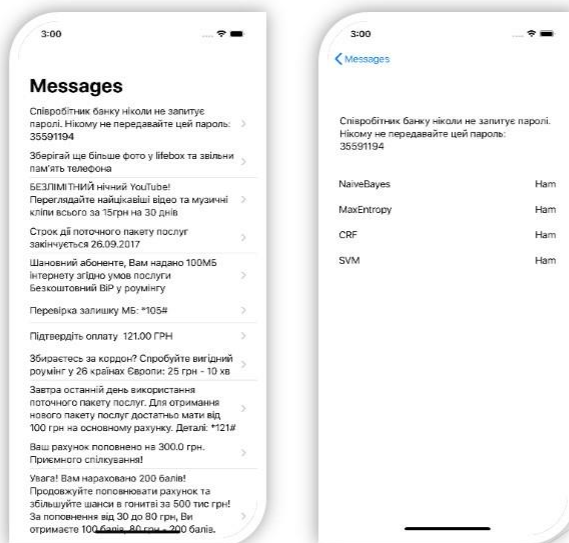 3:00
Messages
Співробітник банку ніколи не запитує
паролі. Нікому не передавайте цей пароль:
35591194
Зберігай ще більше фото у lifebox та звільни
пам'ять телефона
БЕЗЛІМІТНИЙ нічний YouTube!
Переглядайте найцікавіші відео та музичні
кліпи всього за 15грн на 30 днів
Строк дії поточного пакету послуг
закінчується 26.09.2017
Шановний абоненте, Вам надано 100МБ
інтернету згідно умов послуги
Безкоштовний ВіР у роумінгу
Перевірка залишку МБ: *105#
Підтвердіть оплату 121.00 ГРН
Збираєтесь за кордон? Спробуйте вигідний
роумінг у 26 країнах Європи: 25 грн - 10 хв
Завтра останній день використання
поточного пакету послуг. Для отримання
нового пакету послуг достатньо мати від
100 грн на основному рахунку. Деталі: *121#
Ваш рахунок поповнено на 300.0 грн.
Приємного спілкування!
Увага! Вам нараховано 200 балів!
Продовжуйте поповнювати рахунок та
збільшуйте шанси в гонитві за 500 тис грн!
За поповнення від 30 до 80 грн, Ви
отримаєте 100 балів, 80 грн - 200 балів.
3:00
Messages
Співробітник банку ніколи не запитує паролі.
Нікому не передавайте цей пароль:
35591194
NaiveBayes Ham
MaxEntropy Ham
CRF Ham
SVM Ham